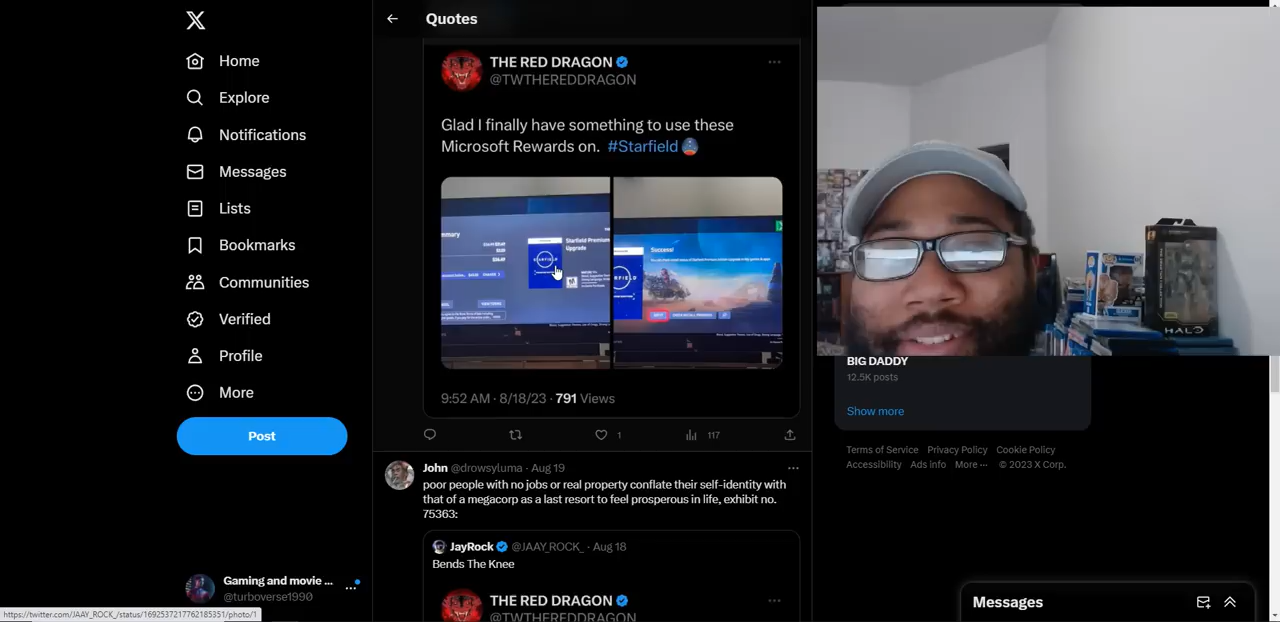 Home
Explore
Notifications
Messages
Lists
Bookmarks
Communities
Verified
Profile
More
Post
Gaming and movie ...
@turboverse1990
https://twitter.com/JAAY_ROCK_/status/1692537217762185351/photo/1
Quotes
THE RED DRAGON
@TWTHEREDDRAGON
Glad I finally have something to use these
Microsoft Rewards on. #Starfield
Starfield Premium
Upgrade
STARFIELD
Success!
9:52 AM · 8/18/23 · 791 Views
1
117
John @drowsyluma · Aug 19
poor people with no jobs or real property conflate their self-identity with
that of a megacorp as a last resort to feel prosperous in life, exhibit no.
75363:
JayRock @JAAY_ROCK_ · Aug 18
Bends The Knee
THE RED DRAGON
@TWTHEREDDRAGON
HALO
BIG DADDY
12.5K posts
Show more
Terms of Service Privacy Policy Cookie Policy
Accessibility Ads info More ··· © 2023 X Corp.
Messages